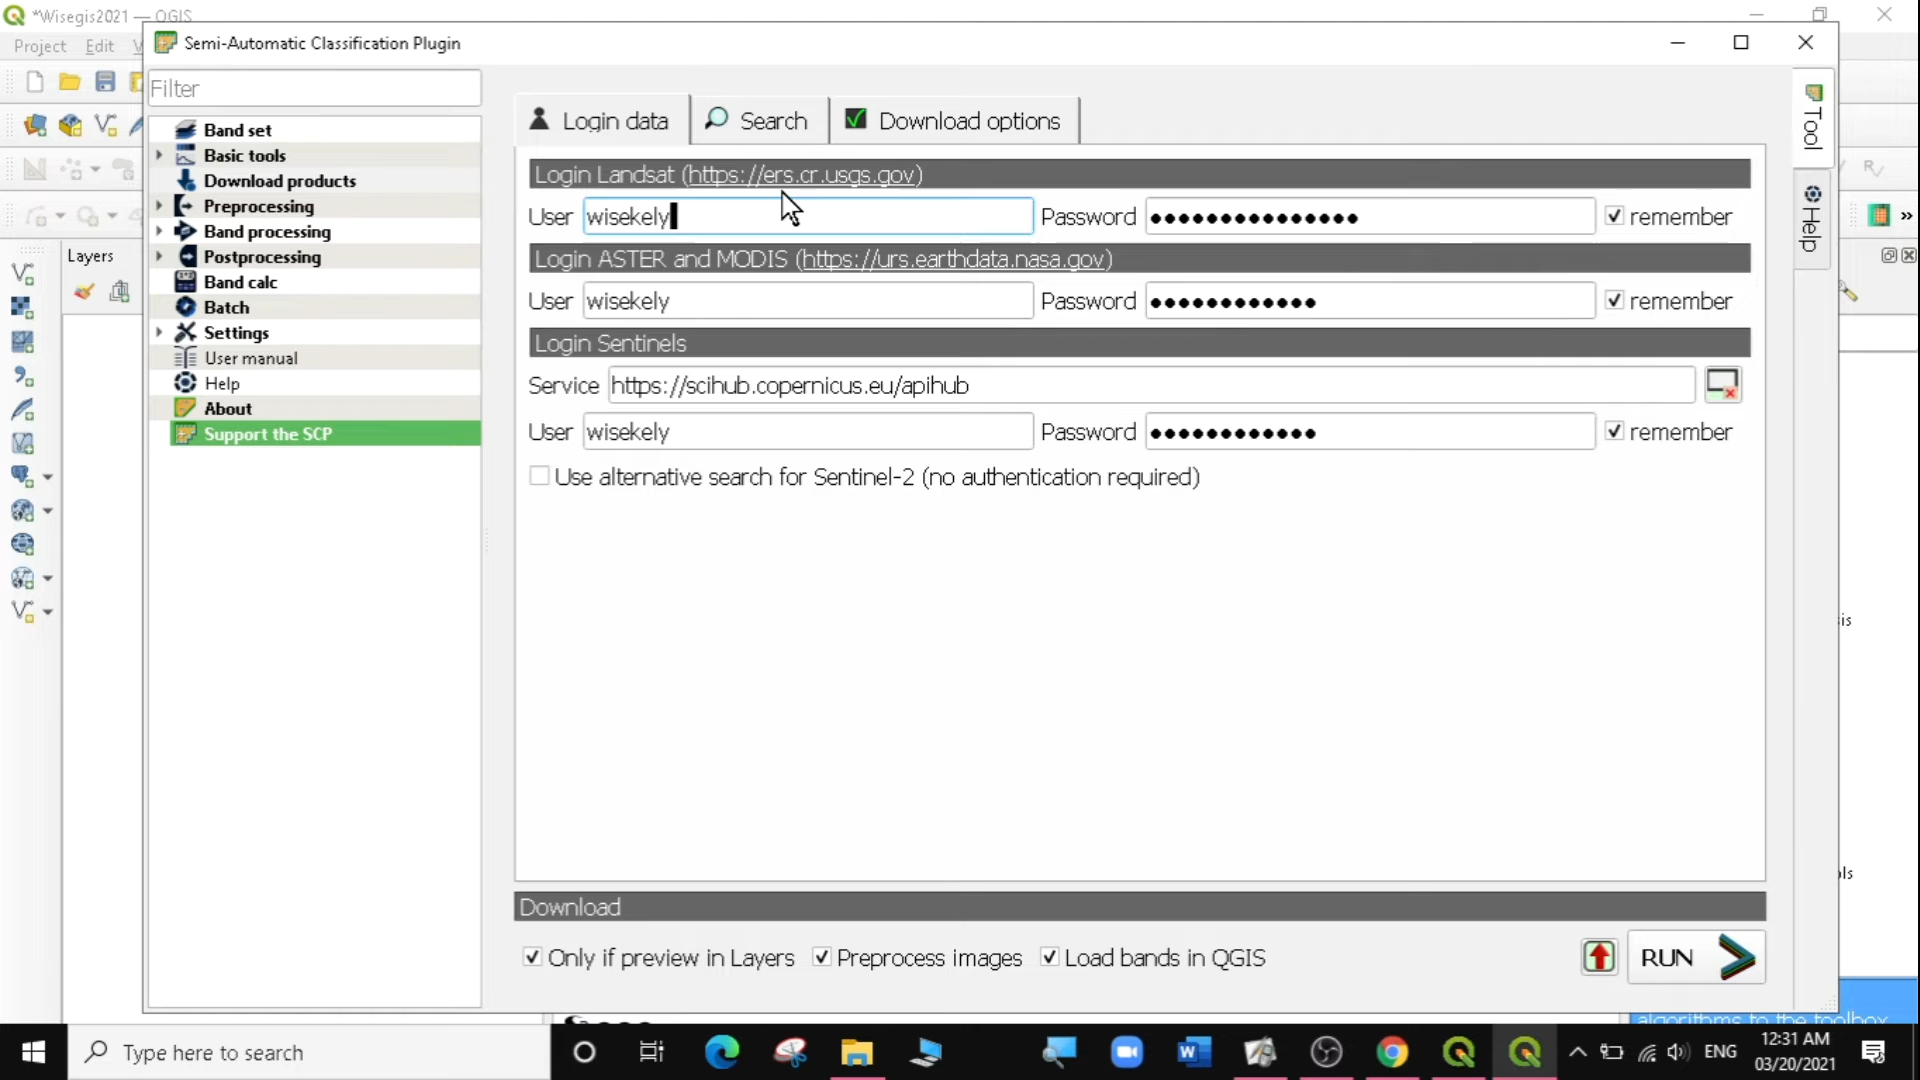 *Wisegis2021 — QGIS
Project Edit V
Semi-Automatic Classification Plugin
Filter
Band set
Basic tools
Download products
Preprocessing
Band processing
Postprocessing
Band calc
Batch
Settings
User manual
Help
About
Support the SCP
Layers
Login data
Search
Download options
Login Landsat (https://ers.cr.usgs.gov)
User wisekely Password ●●●●●●●●●●●●●●● remember
Login ASTER and MODIS (https://urs.earthdata.nasa.gov)
User wisekely Password ●●●●●●●●●●●● remember
Login Sentinels
Service https://scihub.copernicus.eu/apihub
User wisekely Password ●●●●●●●●●●●● remember
Use alternative search for Sentinel-2 (no authentication required)
Download
Only if preview in Layers Preprocess images Load bands in QGIS
RUN
Tool
Help
algorithms to the toolbox
Type here to search
ENG
12:31 AM
03/20/2021